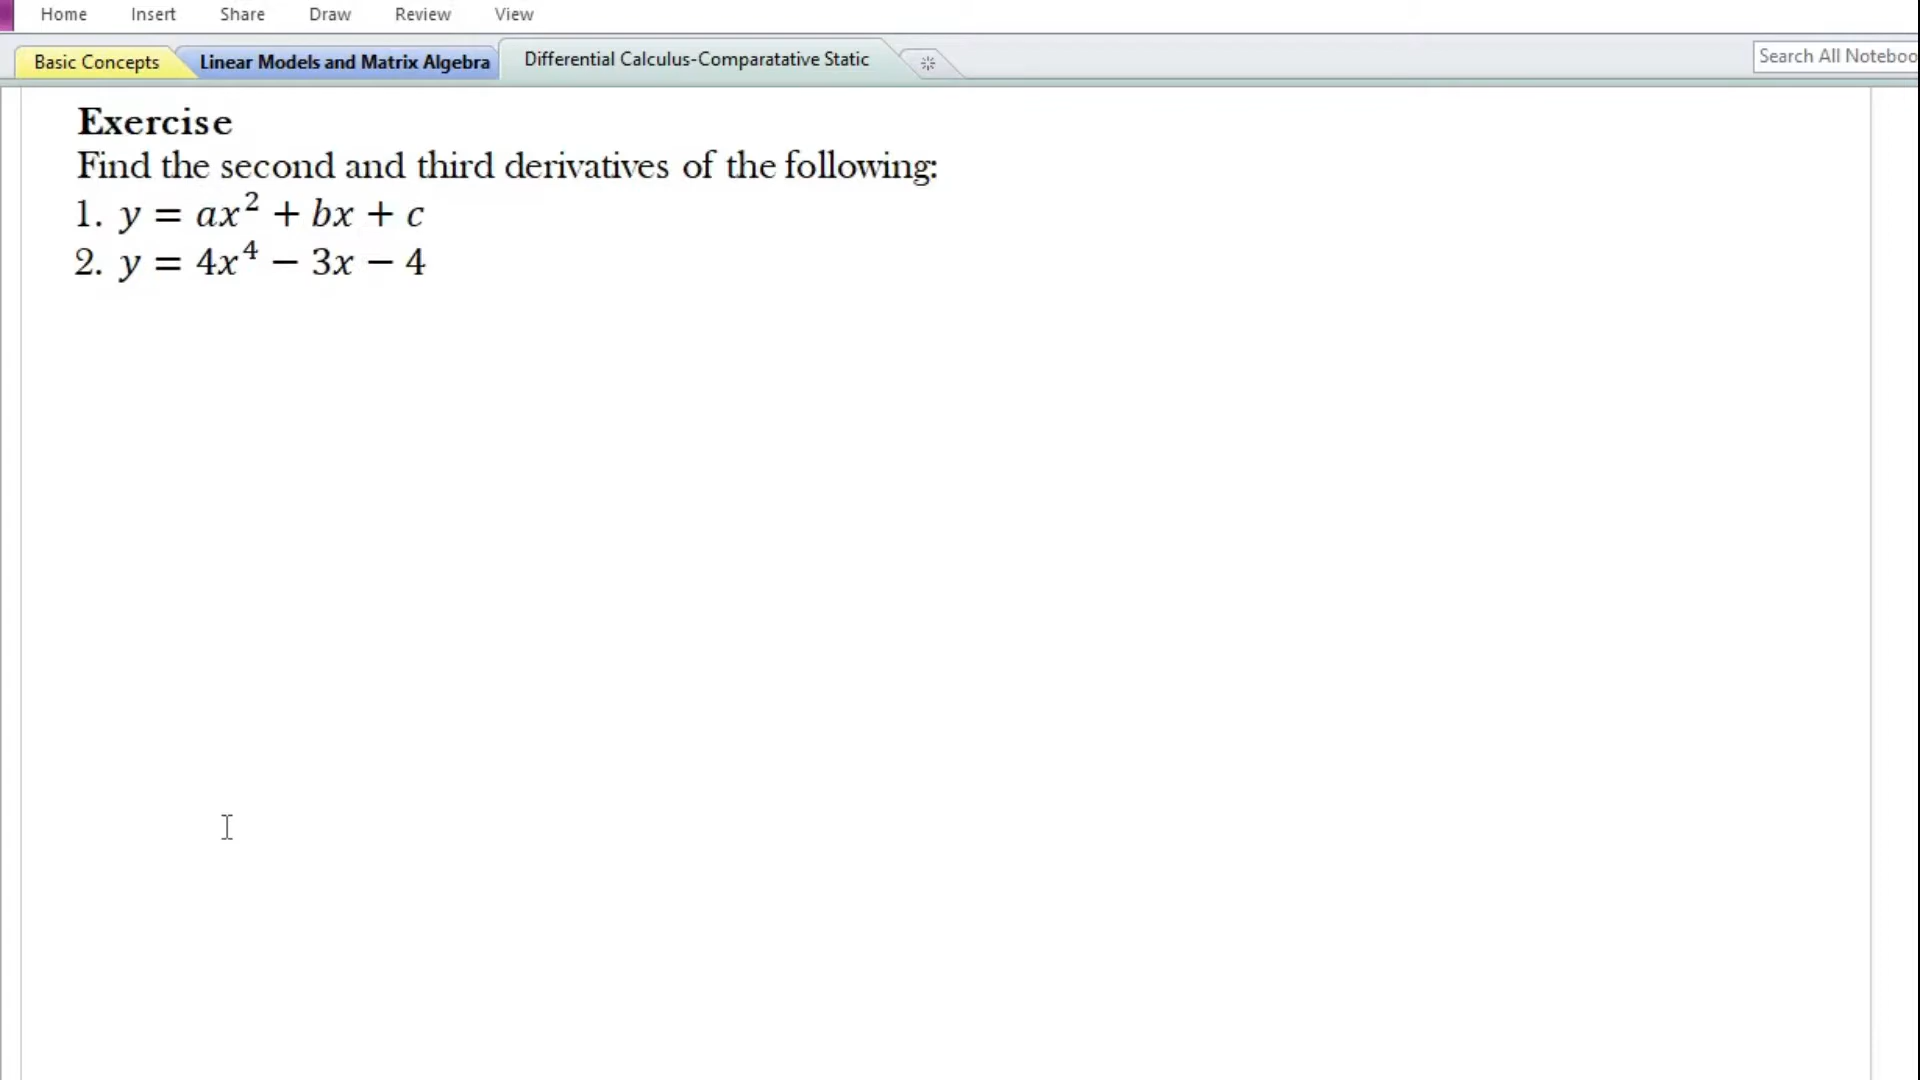 Home Insert Share Draw Review View
Basic Concepts Linear Models and Matrix Algebra Differential Calculus-Comparatative Static Search All Noteboo
Exercise
Find the second and third derivatives of the following:
1. y = ax² + bx + c
2. y = 4x⁴ − 3x − 4